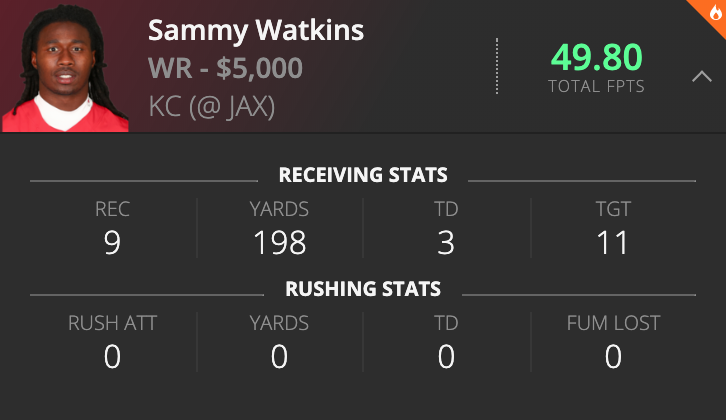 Sammy Watkins
WR - $5,000
KC (@ JAX)
49.80
TOTAL FPTS
RECEIVING STATS
REC YARDS TD TGT
9 198 3 11
RUSHING STATS
RUSH ATT YARDS TD FUM LOST
0 0 0 0